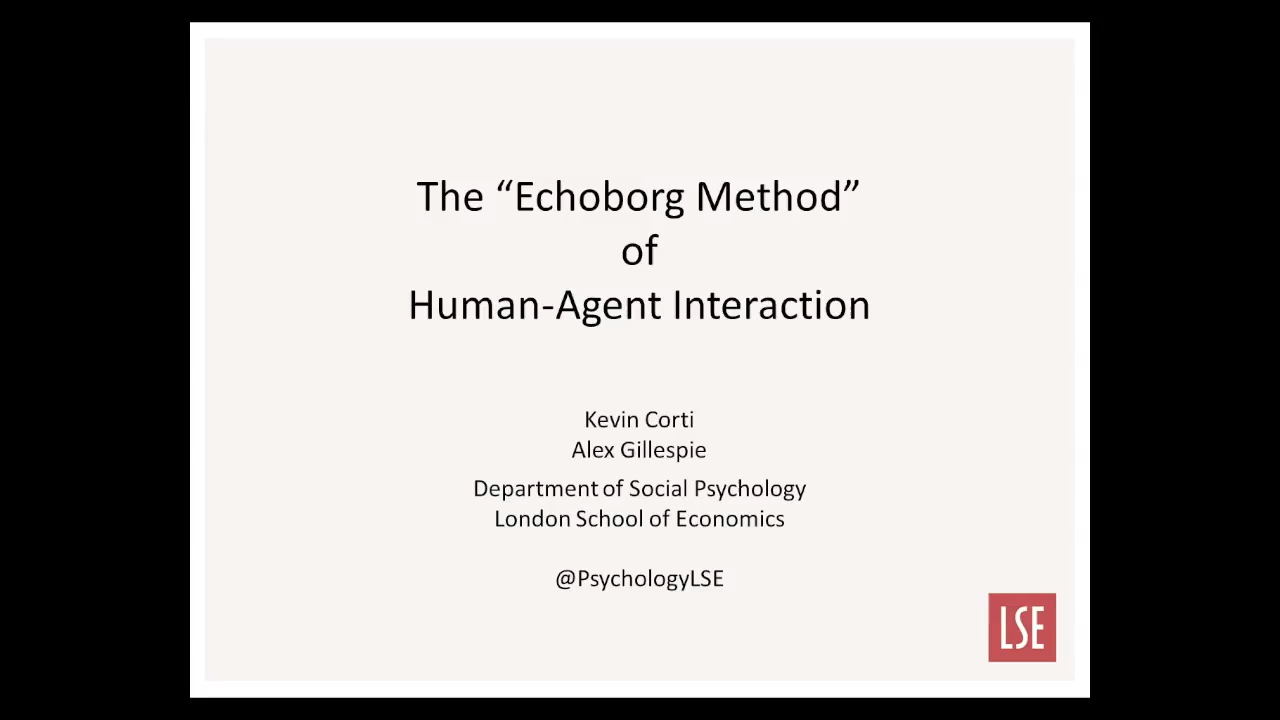 The “Echoborg Method”
of
Human-Agent Interaction
Kevin Corti
Alex Gillespie
Department of Social Psychology
London School of Economics
@PsychologyLSE
LSE